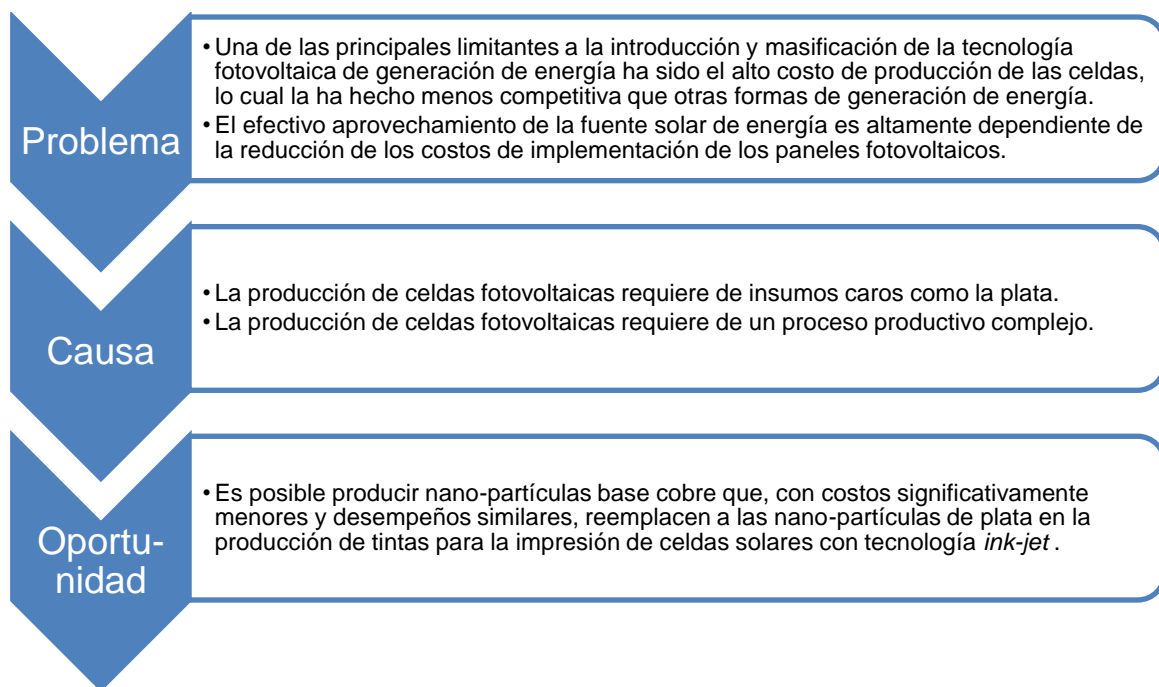 Problema
• Una de las principales limitantes a la introducción y masificación de la tecnología
fotovoltaica de generación de energía ha sido el alto costo de producción de las celdas,
lo cual la ha hecho menos competitiva que otras formas de generación de energía.
• El efectivo aprovechamiento de la fuente solar de energía es altamente dependiente de
la reducción de los costos de implementación de los paneles fotovoltaicos.
Causa
• La producción de celdas fotovoltaicas requiere de insumos caros como la plata.
• La producción de celdas fotovoltaicas requiere de un proceso productivo complejo.
Oportu-
nidad
• Es posible producir nano-partículas base cobre que, con costos significativamente
menores y desempeños similares, reemplacen a las nano-partículas de plata en la
producción de tintas para la impresión de celdas solares con tecnología ink-jet .